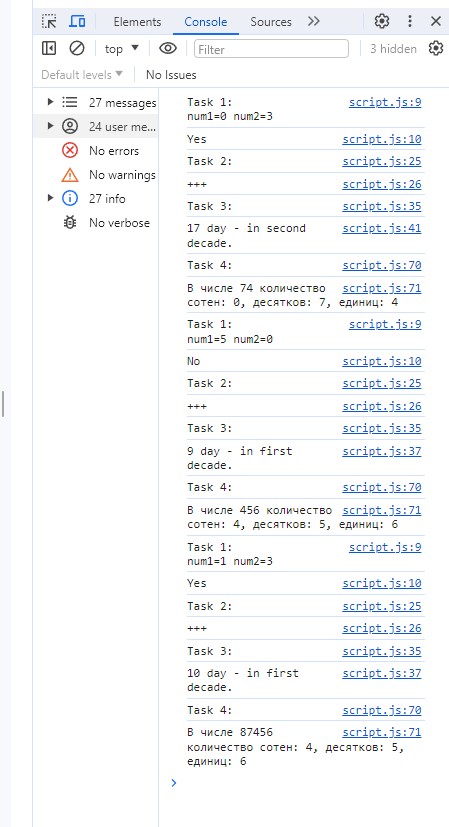 Elements Console Sources
top Filter 3 hidden
Default levels No Issues
27 messages
24 user me...
No errors
No warnings
27 info
No verbose
Task 1: script.js:9
num1=0 num2=3
Yes script.js:10
Task 2: script.js:25
+++ script.js:26
Task 3: script.js:35
17 day - in second script.js:41
decade.
Task 4: script.js:70
В числе 74 количество script.js:71
сотен: 0, десятков: 7, единиц: 4
Task 1: script.js:9
num1=5 num2=0
No script.js:10
Task 2: script.js:25
+++ script.js:26
Task 3: script.js:35
9 day - in first script.js:37
decade.
Task 4: script.js:70
В числе 456 количество script.js:71
сотен: 4, десятков: 5, единиц: 6
Task 1: script.js:9
num1=1 num2=3
Yes script.js:10
Task 2: script.js:25
+++ script.js:26
Task 3: script.js:35
10 day - in first script.js:37
decade.
Task 4: script.js:70
В числе 87456 script.js:71
количество сотен: 4, десятков: 5,
единиц: 6